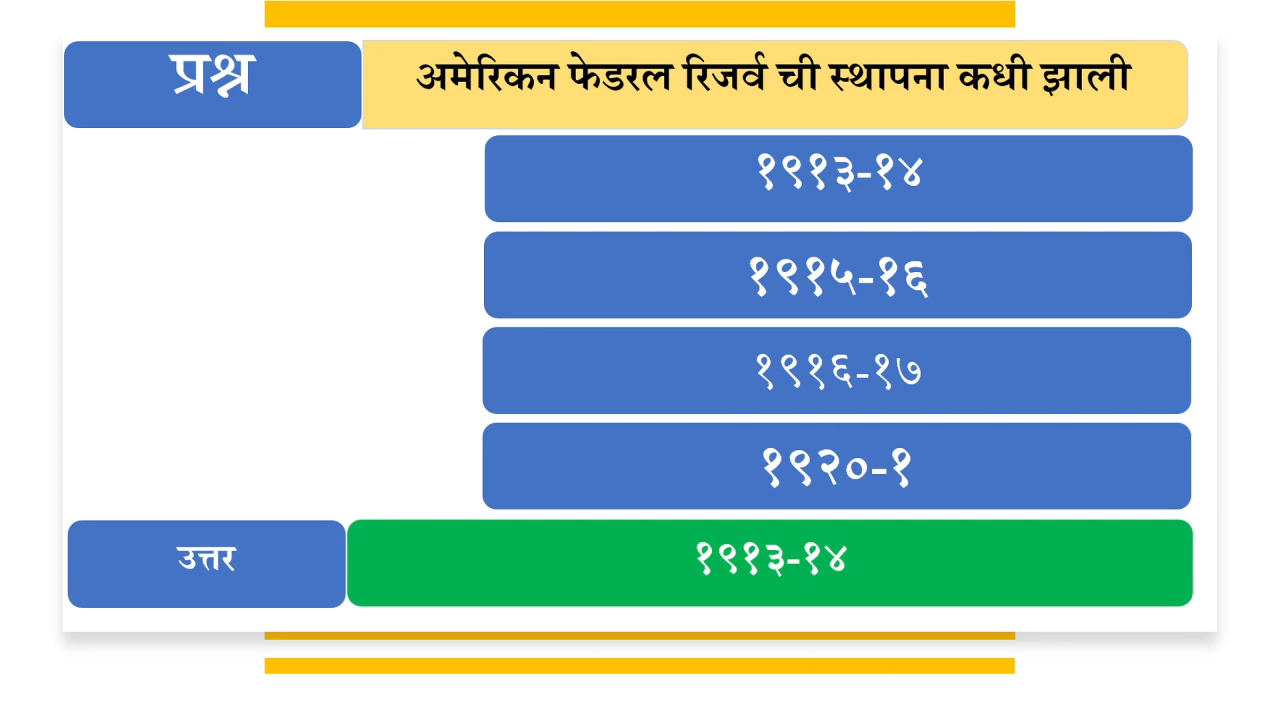 प्रश्न
अमेरिकन फेडरल रिजर्व ची स्थापना कधी झाली
१९१३-१४
१९१५-१६
१९१६-१७
१९२०-१
उत्तर
१९१३-१४